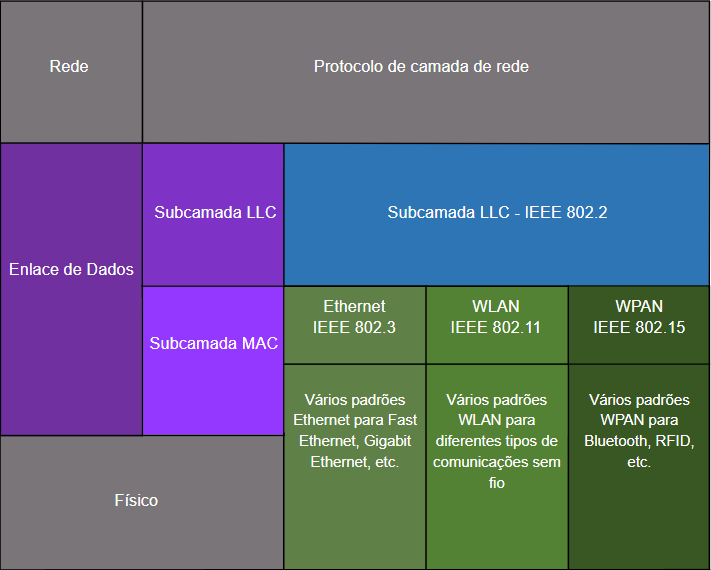 Rede
Protocolo de camada de rede
Enlace de Dados
Subcamada LLC
Subcamada LLC - IEEE 802.2
Subcamada MAC
Ethernet
IEEE 802.3
WLAN
IEEE 802.11
WPAN
IEEE 802.15
Vários padrões
Ethernet para Fast
Ethernet, Gigabit
Ethernet, etc.
Vários padrões
WLAN para
diferentes tipos de
comunicações sem
fio
Vários padrões
WPAN para
Bluetooth, RFID,
etc.
Físico